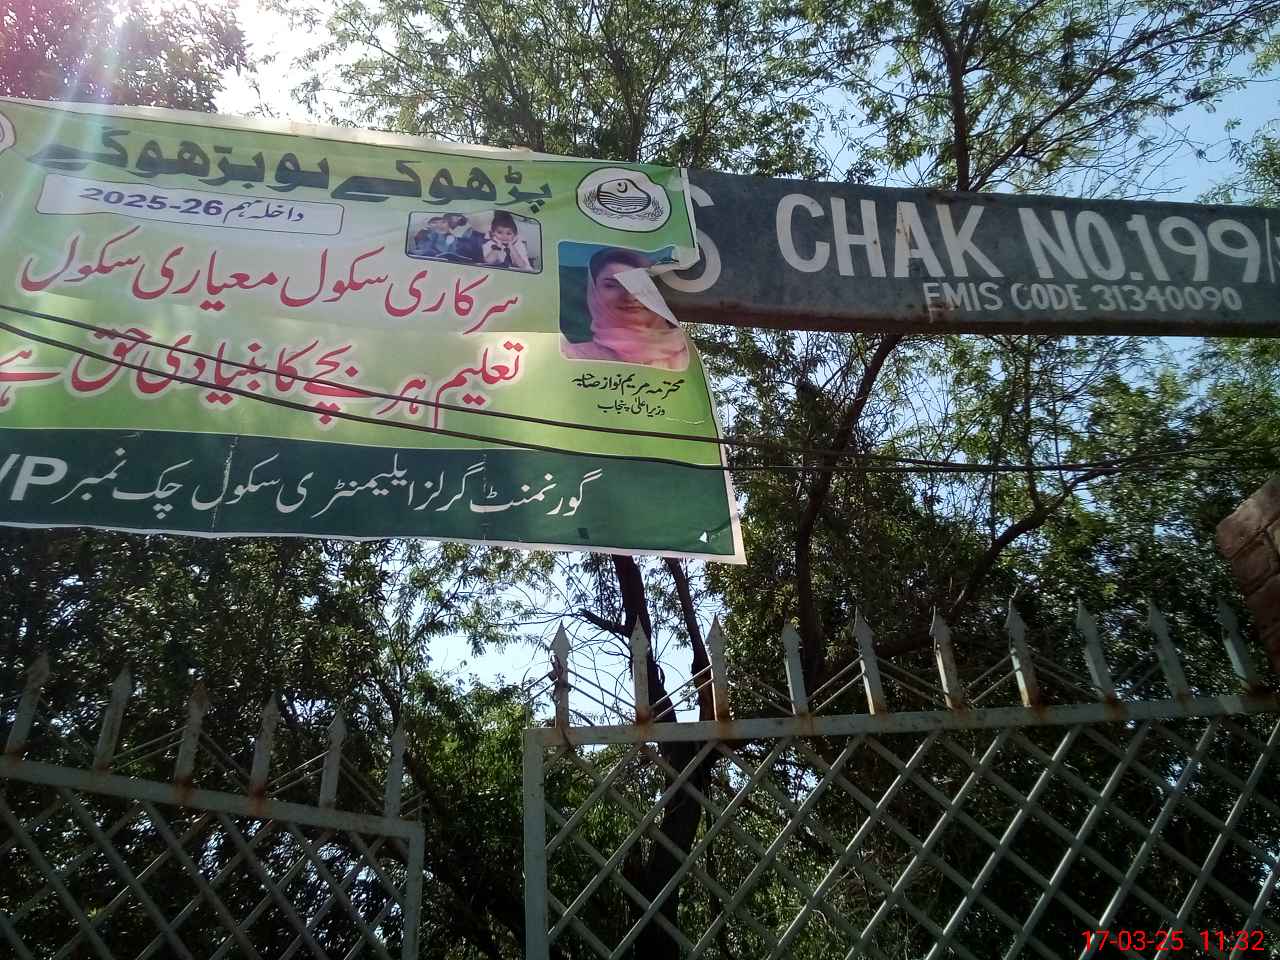 پڑھو گے تو بڑھو گے
داخلہ مہم 2025-26
سرکاری سکول معیاری سکول
تعلیم ہر بچے کا بنیادی حق ہے
محترمہ مریم نواز صاحبہ
وزیر اعلیٰ پنجاب
گورنمنٹ گرلز ایلیمنٹری سکول چک نمبر /P
S CHAK NO.199/
EMIS CODE 31340090
17-03-25 11:32